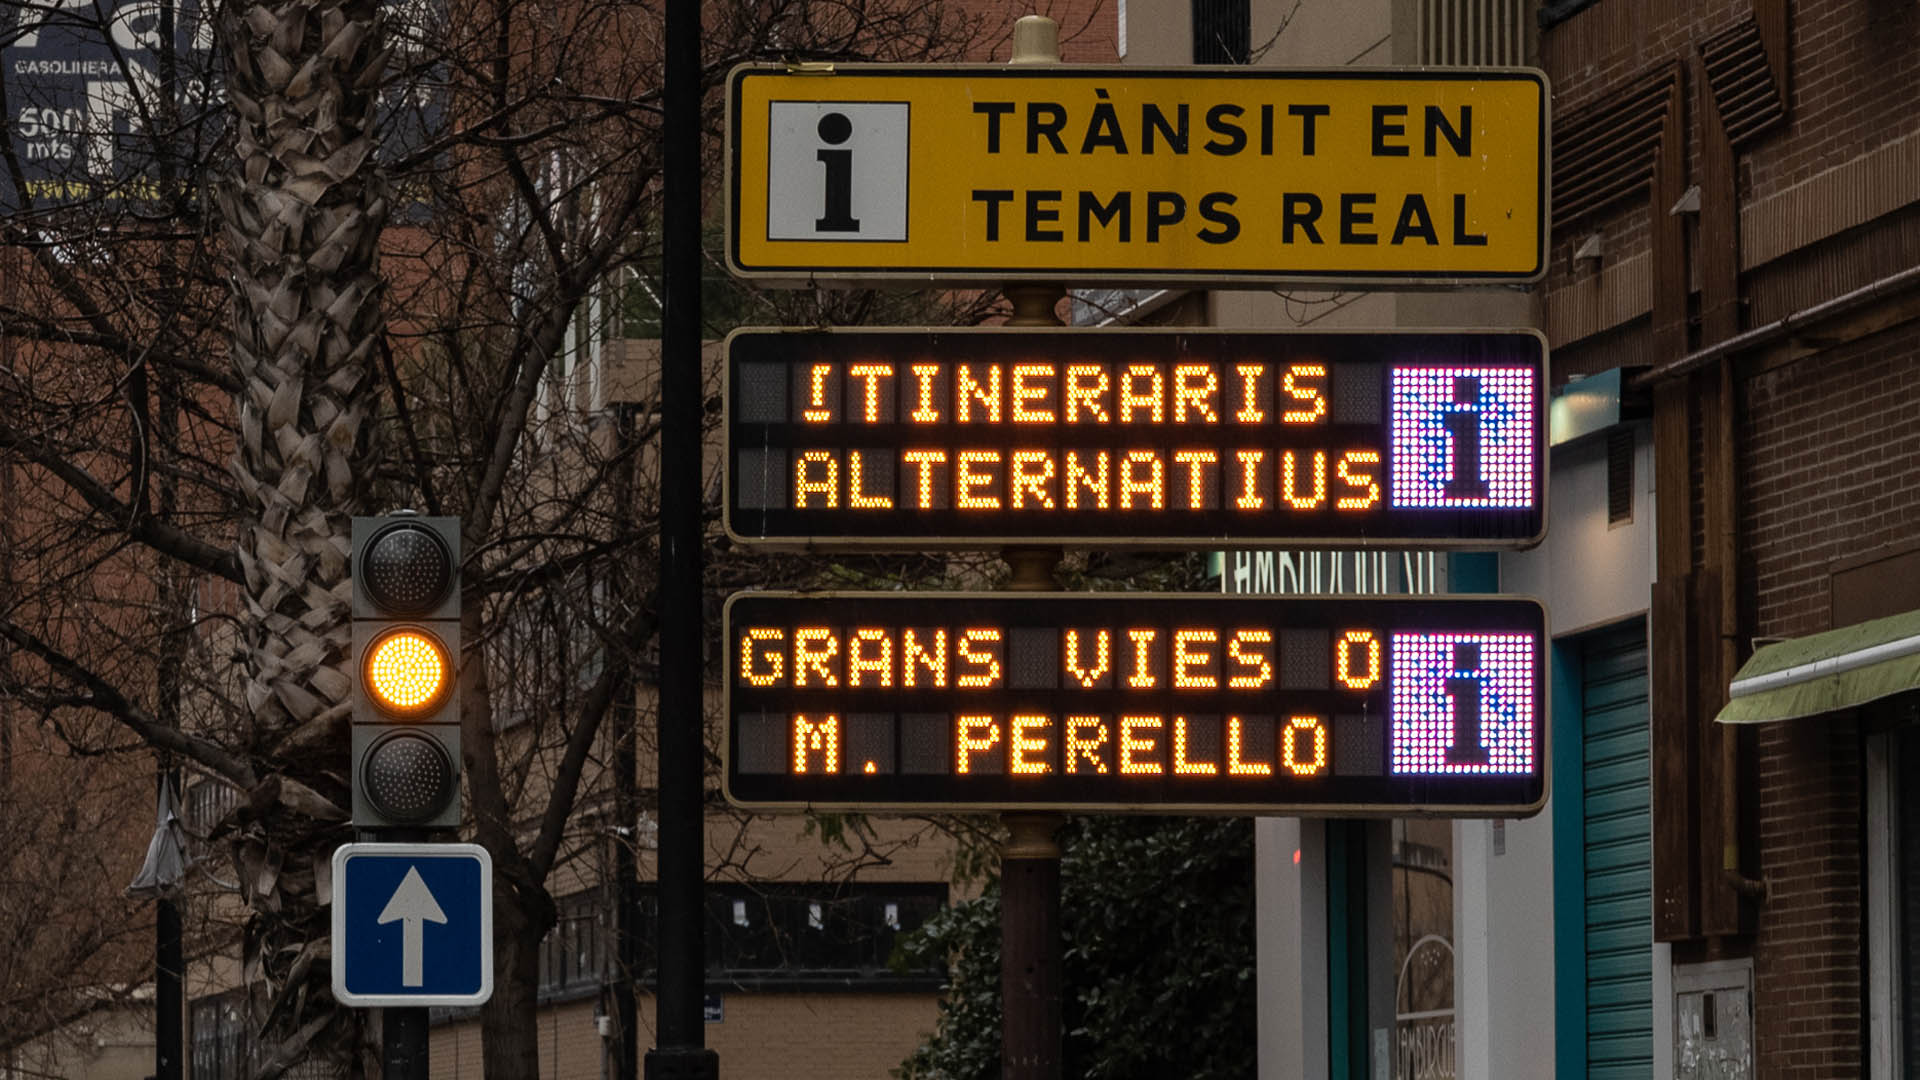 GASOLINERA
500
mts
i TRÀNSIT EN
TEMPS REAL
ITINERARIS
ALTERNATIUS
i
GRANS VIES O
M. PERELLO
i